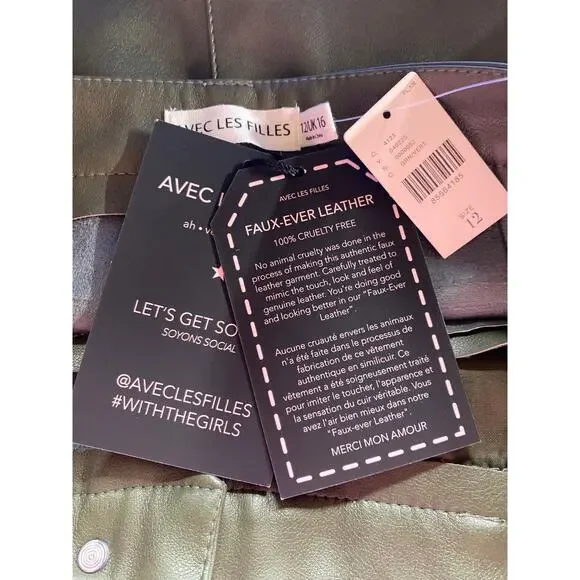 AVEC LES FILLES
12/UK 16
AVEC
LET'S GET SO
SOYONS SOCIAL
@AVECLESFILLES
#WITHTHEGIRLS
AVEC LES FILLES
FAUX-EVER LEATHER
100% CRUELTY FREE
No animal cruelty was done in the
process of making this authentic faux
leather garment. Carefully treated to
mimic the touch, look and feel of
genuine leather. You're doing good
and looking better in our "Faux-Ever
Leather".
Aucune cruauté envers les animaux
n'a été faite dans le processus de
fabrication de ce vêtement
authentique en similicuir. Ce
vêtement a été soigneusement traité
pour imiter le toucher, l'apparence et
la sensation du cuir véritable. Vous
avez l'air bien mieux dans notre
"Faux-ever Leather".
MERCI MON AMOUR
4123
85564185
SIZE
12